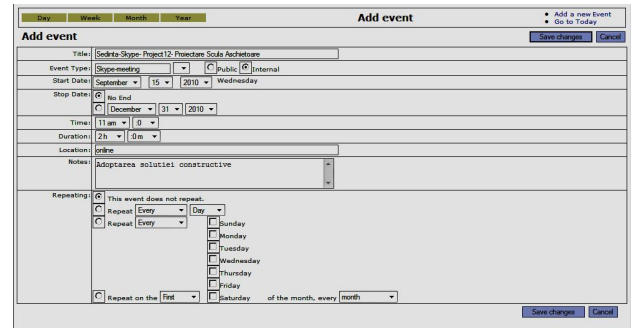 Day Week Month Year Add event Add a new Event
Go to Today
Add event Save changes Cancel
Title: Sedinta-Skype- Project 12- Proiectare Scula Aschietoare
Event Type: Skype-meeting Public Internal
Start Date: September 15 2010 Wednesday
Stop Date: No End
December 31 2010
Time: 11 am :0
Duration: 2 h :0 m
Location: online
Notes: Adoptarea solutiei constructive
Repeating: This event does not repeat.
Repeat Every Day
Repeat Every Sunday
Monday
Tuesday
Wednesday
Thursday
Friday
Repeat on the First Saturday of the month, every month
Save changes Cancel